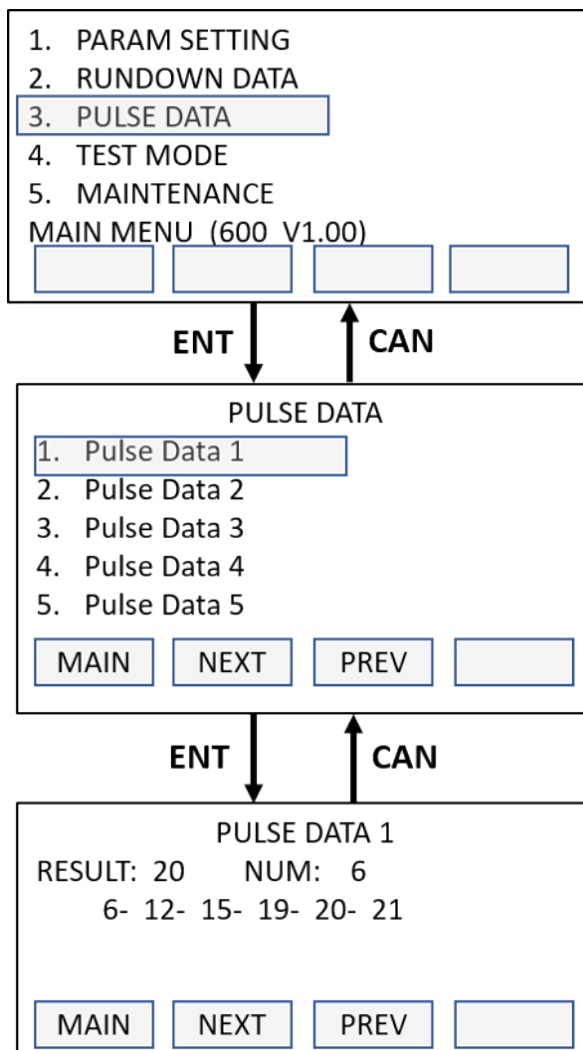 1. PARAM SETTING
2. RUNDOWN DATA
3. PULSE DATA
4. TEST MODE
5. MAINTENANCE
MAIN MENU (600 V1.00)
ENT CAN
PULSE DATA
1. Pulse Data 1
2. Pulse Data 2
3. Pulse Data 3
4. Pulse Data 4
5. Pulse Data 5
MAIN NEXT PREV
ENT CAN
PULSE DATA 1
RESULT: 20 NUM: 6
6- 12- 15- 19- 20- 21
MAIN NEXT PREV